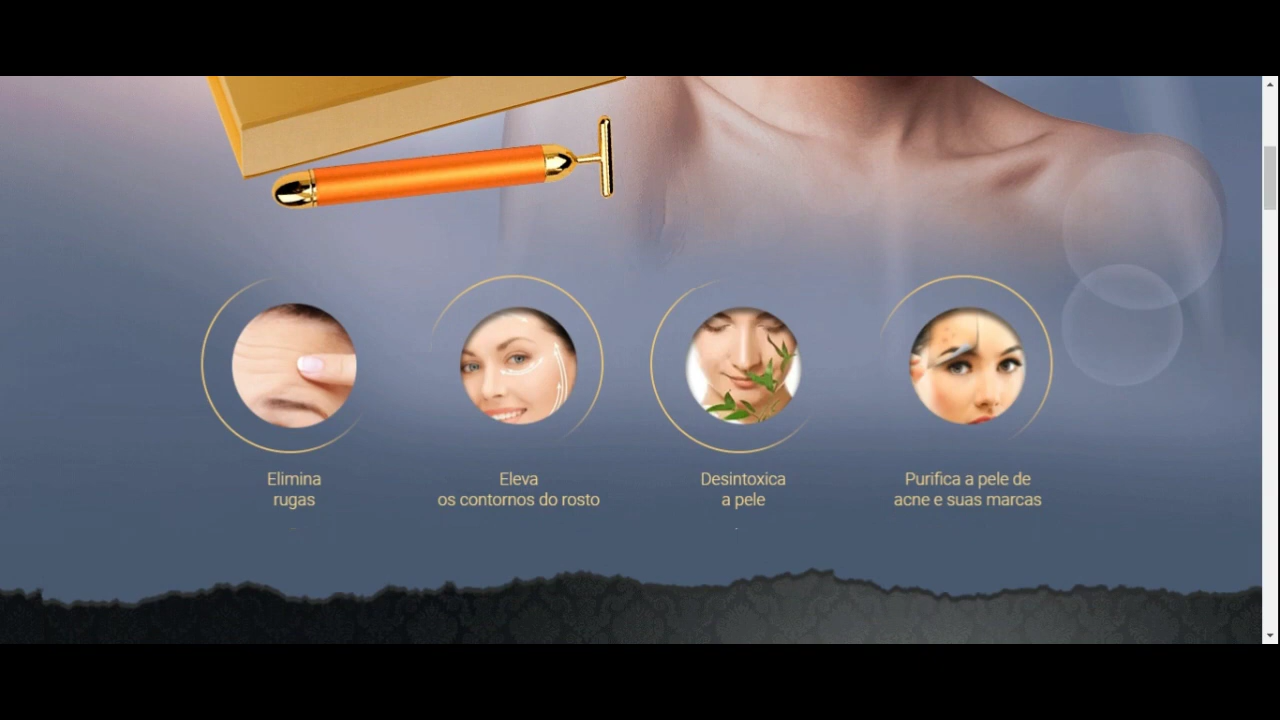 Elimina
rugas
Eleva
os contornos do rosto
Desintoxica
a pele
Purifica a pele de
acne e suas marcas